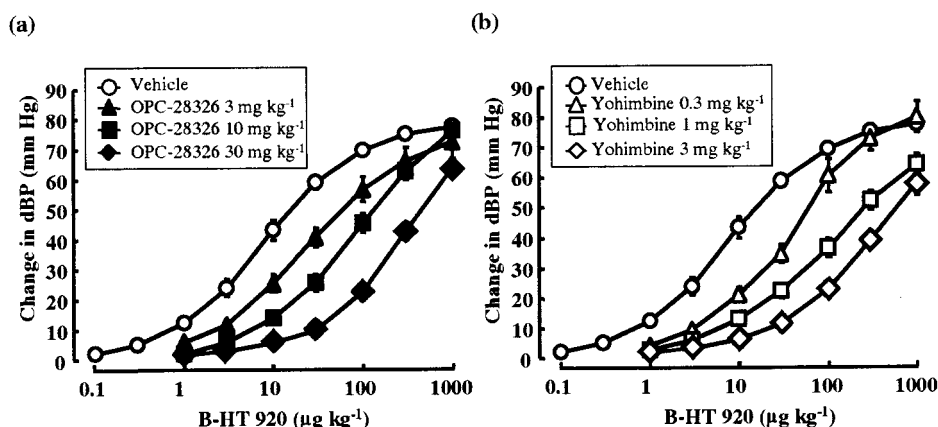 (a)
Vehicle
OPC-28326 3 mg kg⁻¹
OPC-28326 10 mg kg⁻¹
OPC-28326 30 mg kg⁻¹
Change in dBP (mm Hg)
90
80
70
60
50
40
30
20
10
0
0.1 1 10 100 1000
B-HT 920 (µg kg⁻¹)
(b)
Vehicle
Yohimbine 0.3 mg kg⁻¹
Yohimbine 1 mg kg⁻¹
Yohimbine 3 mg kg⁻¹
Change in dBP (mm Hg)
90
80
70
60
50
40
30
20
10
0
0.1 1 10 100 1000
B-HT 920 (µg kg⁻¹)